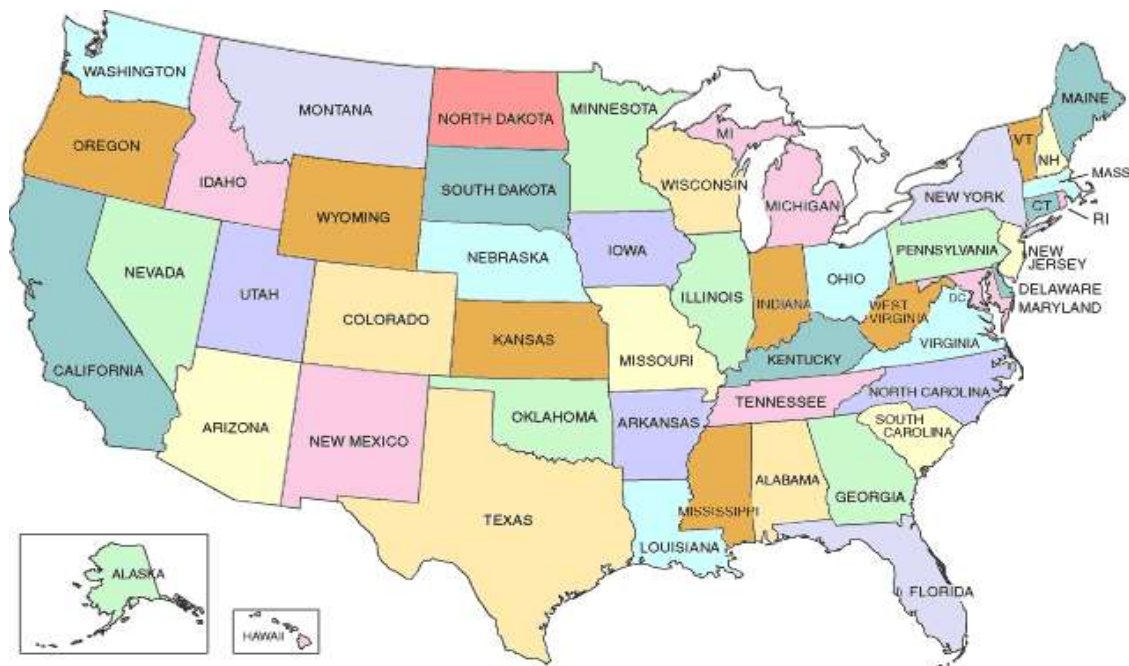 WASHINGTON
MONTANA
NORTH DAKOTA
MINNESOTA
MAINE
OREGON
IDAHO
MI
VT
NH
WISCONSIN
SOUTH DAKOTA
MASS
WYOMING
MICHIGAN
NEW YORK
CT
RI
NEBRASKA
IOWA
PENNSYLVANIA
NEW
JERSEY
NEVADA
UTAH
OHIO
ILLINOIS
INDIANA
DELAWARE
DC
MARYLAND
WEST
VIRGINIA
COLORADO
KANSAS
MISSOURI
KENTUCKY
VIRGINIA
CALIFORNIA
TENNESSEE
NORTH CAROLINA
OKLAHOMA
ARKANSAS
SOUTH
CAROLINA
ARIZONA
NEW MEXICO
ALABAMA
GEORGIA
MISSISSIPPI
TEXAS
LOUISIANA
ALASKA
FLORIDA
HAWAII